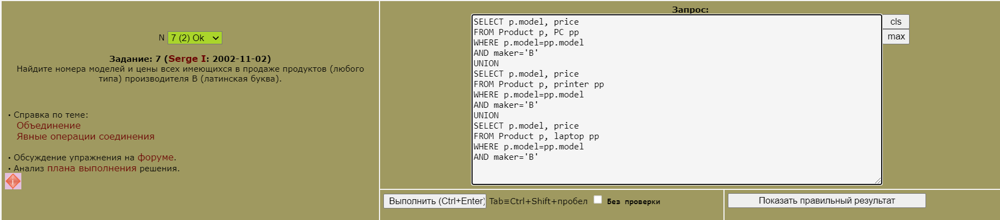 N 7 (2) Ok
Задание: 7 (Serge I: 2002-11-02)
Найдите номера моделей и цены всех имеющихся в продаже продуктов (любого
типа) производителя B (латинская буква).
• Справка по теме:
Объединение
Явные операции соединения
• Обсуждение упражнения на форуме.
• Анализ плана выполнения решения.
Запрос:
SELECT p.model, price
FROM Product p, PC pp
WHERE p.model=pp.model
AND maker='B'
UNION
SELECT p.model, price
FROM Product p, printer pp
WHERE p.model=pp.model
AND maker='B'
UNION
SELECT p.model, price
FROM Product p, laptop pp
WHERE p.model=pp.model
AND maker='B'
cls
max
Выполнить (Ctrl+Enter) Tab≡Ctrl+Shift+пробел Без проверки
Показать правильный результат